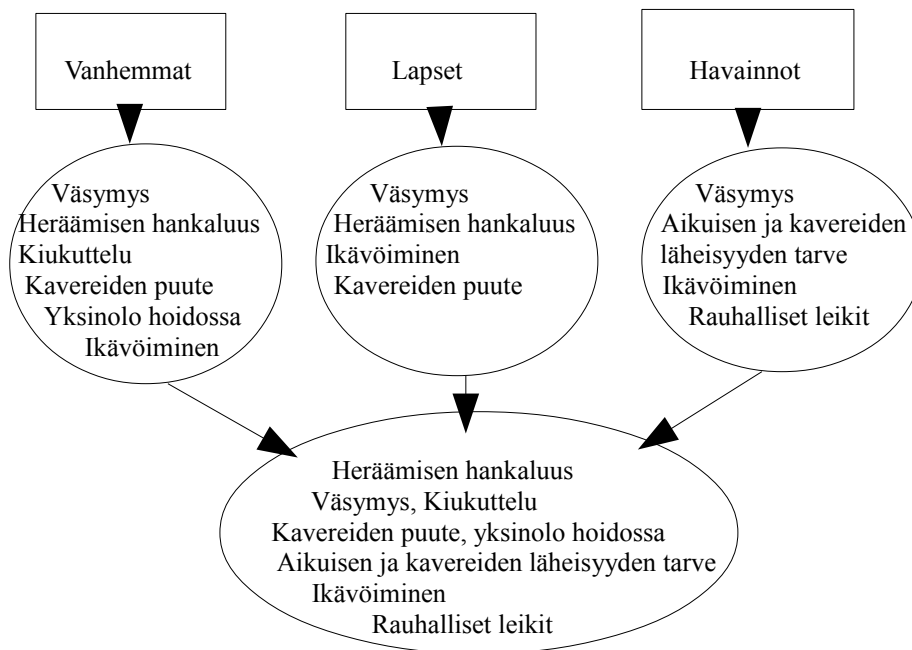 Vanhemmat
Lapset
Havainnot
Väsymys
Heräämisen hankaluus
Kiukuttelu
Kavereiden puute
Yksinolo hoidossa
Ikävöiminen
Väsymys
Heräämisen hankaluus
Ikävöiminen
Kavereiden puute
Väsymys
Aikuisen ja kavereiden
läheisyyden tarve
Ikävöiminen
Rauhalliset leikit
Heräämisen hankaluus
Väsymys, Kiukuttelu
Kavereiden puute, yksinolo hoidossa
Aikuisen ja kavereiden läheisyyden tarve
Ikävöiminen
Rauhalliset leikit